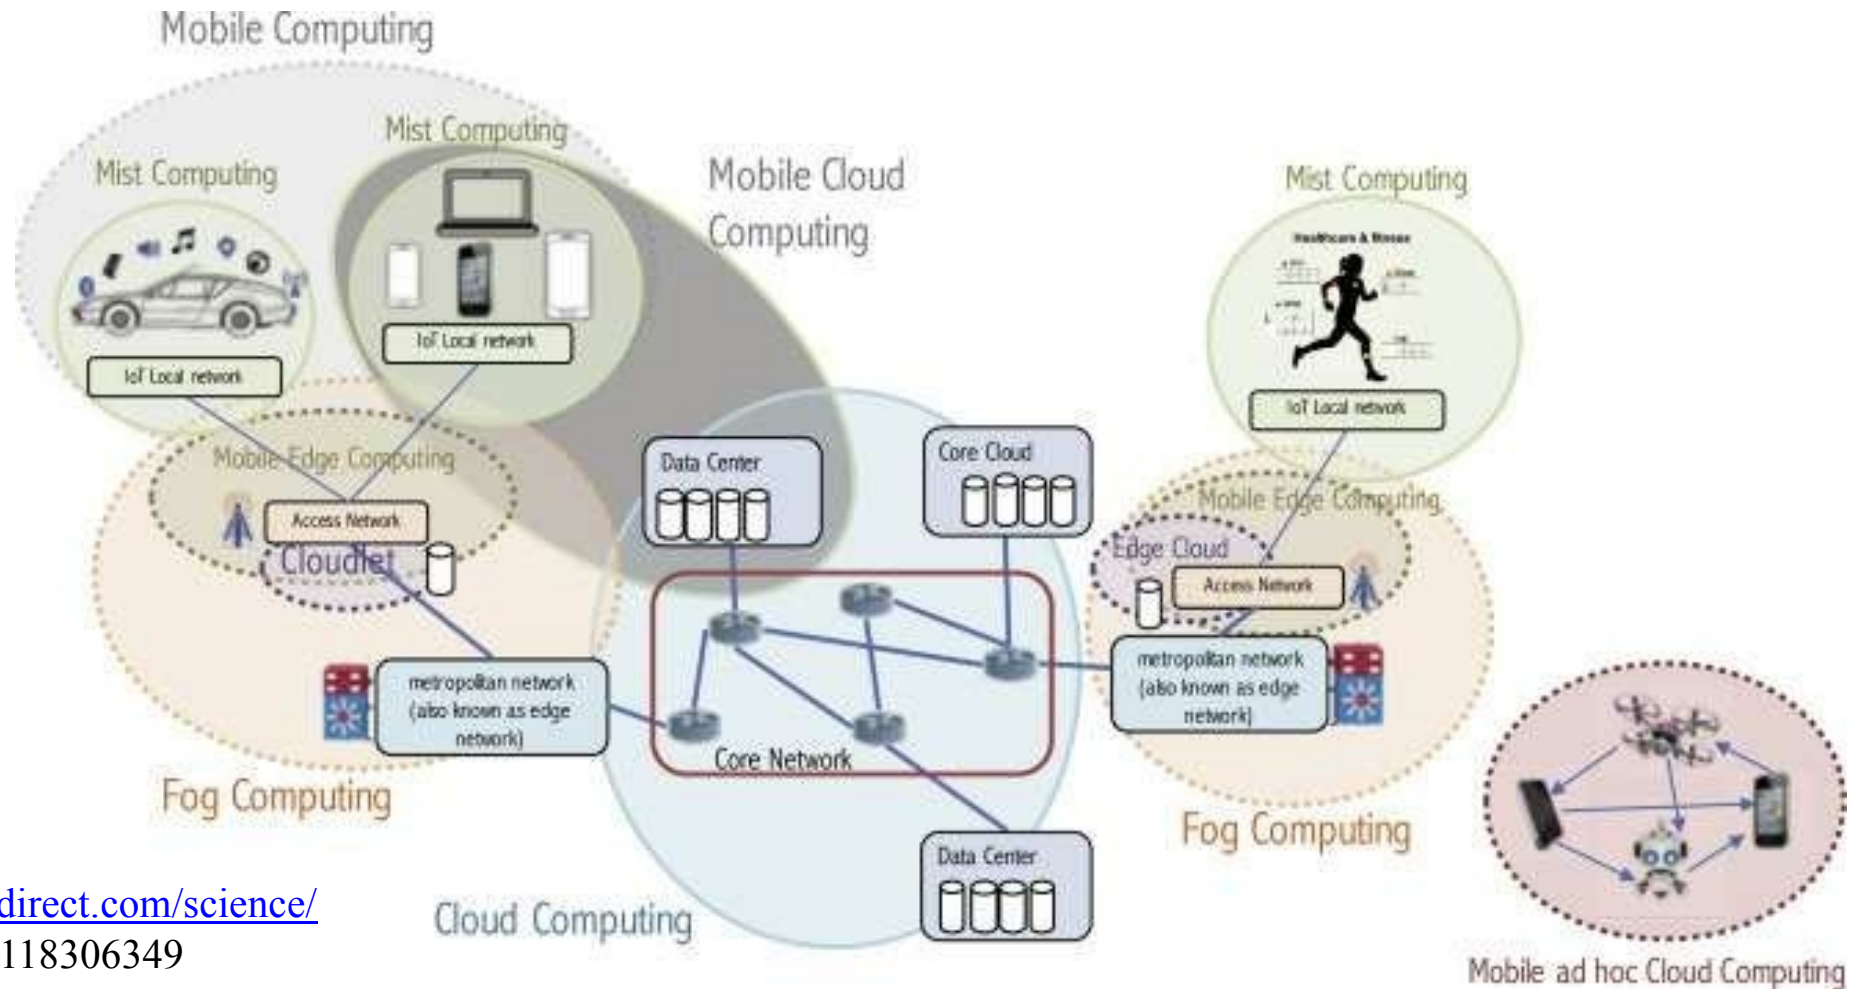 Mobile Computing
Mist Computing
Mist Computing
Mobile Cloud
Computing
Mist Computing
Healthcare & fitness
IoT Local network
IoT Local network
IoT Local network
Mobile Edge Computing
Data Center
Core Cloud
Mobile Edge Computing
Access Network
Cloudlet
Edge Cloud
Access Network
metropolitan network
(also known as edge
network)
metropolitan network
(also known as edge
network)
Core Network
Fog Computing
Fog Computing
Data Center
direct.com/science/
118306349
Cloud Computing
Mobile ad hoc Cloud Computing